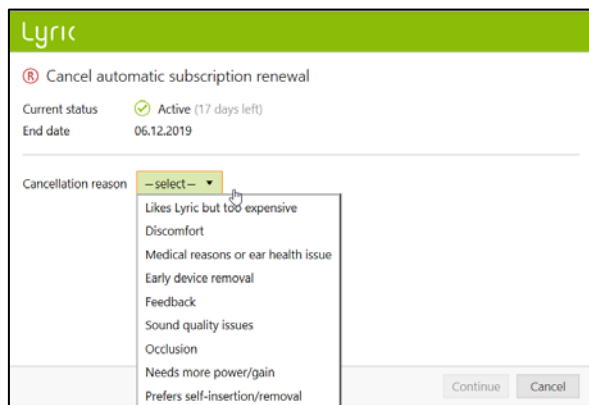 Lyric
® Cancel automatic subscription renewal
Current status Active (17 days left)
End date 06.12.2019
Cancellation reason —select—
Likes Lyric but too expensive
Discomfort
Medical reasons or ear health issue
Early device removal
Feedback
Sound quality issues
Occlusion
Needs more power/gain
Prefers self-insertion/removal
Continue Cancel